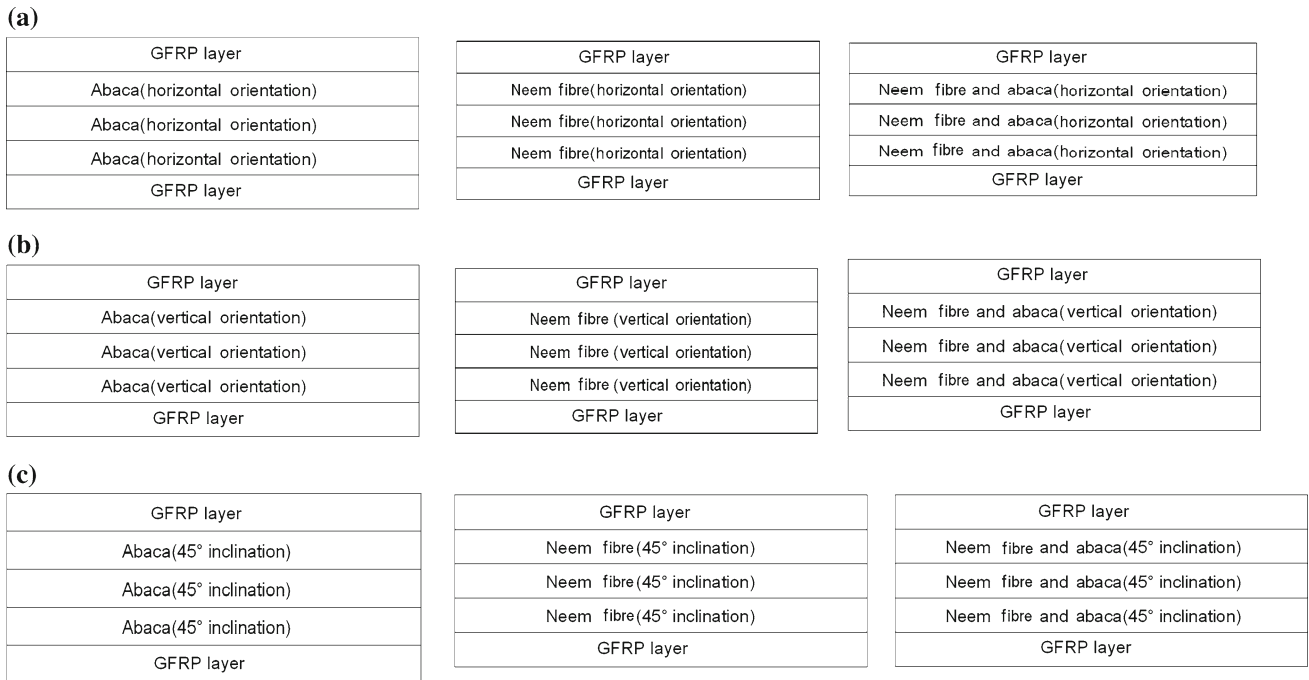 (a)
GFRP layer
Abaca(horizontal orientation)
Abaca(horizontal orientation)
Abaca(horizontal orientation)
GFRP layer
GFRP layer
Neem fibre(horizontal orientation)
Neem fibre(horizontal orientation)
Neem fibre(horizontal orientation)
GFRP layer
GFRP layer
Neem fibre and abaca(horizontal orientation)
Neem fibre and abaca(horizontal orientation)
Neem fibre and abaca(horizontal orientation)
GFRP layer
(b)
GFRP layer
Abaca(vertical orientation)
Abaca(vertical orientation)
Abaca(vertical orientation)
GFRP layer
GFRP layer
Neem fibre (vertical orientation)
Neem fibre (vertical orientation)
Neem fibre (vertical orientation)
GFRP layer
GFRP layer
Neem fibre and abaca(vertical orientation)
Neem fibre and abaca(vertical orientation)
Neem fibre and abaca(vertical orientation)
GFRP layer
(c)
GFRP layer
Abaca(45° inclination)
Abaca(45° inclination)
Abaca(45° inclination)
GFRP layer
GFRP layer
Neem fibre(45° inclination)
Neem fibre(45° inclination)
Neem fibre(45° inclination)
GFRP layer
GFRP layer
Neem fibre and abaca(45° inclination)
Neem fibre and abaca(45° inclination)
Neem fibre and abaca(45° inclination)
GFRP layer